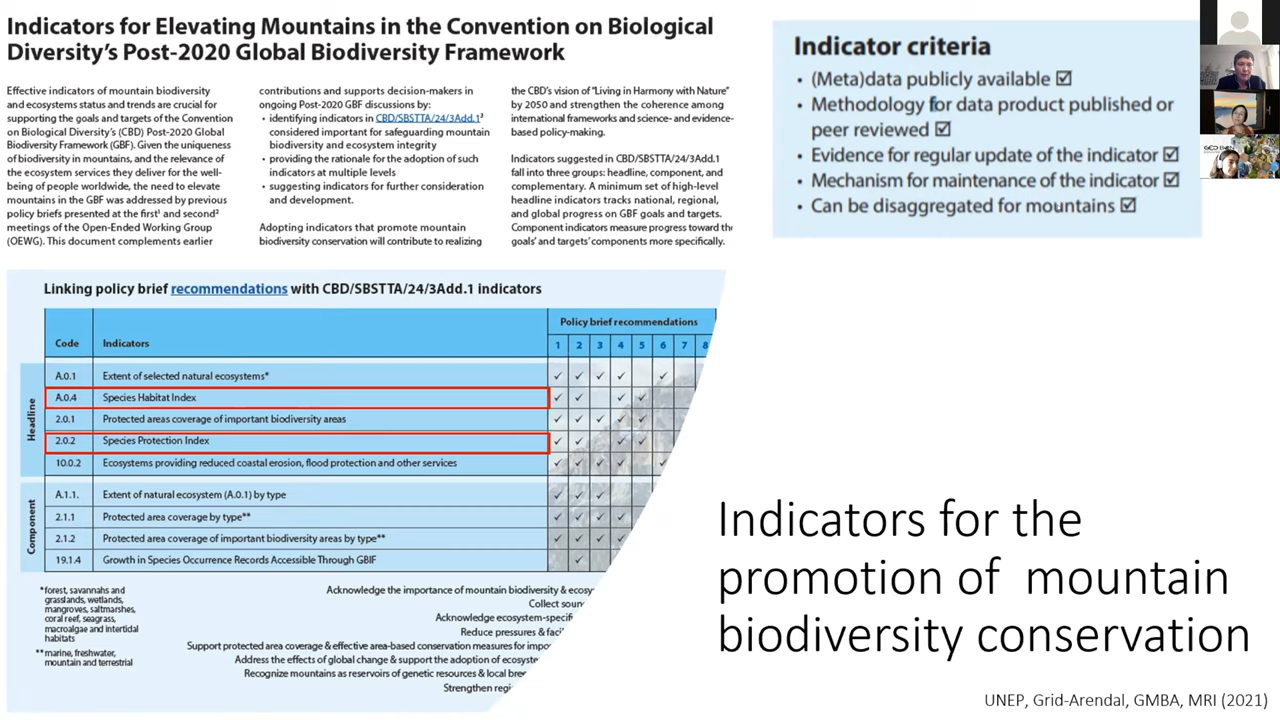 Indicators for Elevating Mountains in the Convention on Biological
Diversity's Post-2020 Global Biodiversity Framework
Effective indicators of mountain biodiversity
and ecosystems status and trends are crucial for
supporting the goals and targets of the Convention
on Biological Diversity's (CBD) Post-2020 Global
Biodiversity Framework (GBF). Given the uniqueness
of biodiversity in mountains, and the relevance of
the ecosystem services they deliver for the well-
being of people worldwide, the need to elevate
mountains in the GBF was addressed by previous
policy briefs presented at the first¹ and second²
meetings of the Open-Ended Working Group
(OEWG). This document complements earlier
contributions and supports decision-makers in
ongoing Post-2020 GBF discussions by:
• identifying indicators in CBD/SBSTTA/24/3Add.1³
considered important for safeguarding mountain
biodiversity and ecosystem integrity
• providing the rationale for the adoption of such
indicators at multiple levels
• suggesting indicators for further consideration
and development.
Adopting indicators that promote mountain
biodiversity conservation will contribute to realizing
the CBD's vision of "Living in Harmony with Nature"
by 2050 and strengthen the coherence among
international frameworks and science- and evidence-
based policy-making.
Indicators suggested in CBD/SBSTTA/24/3Add.1
fall into three groups: headline, component, and
complementary. A minimum set of high-level
headline indicators tracks national, regional,
and global progress on GBF goals and targets.
Component indicators measure progress toward the
goals' and targets' components more specifically.
Indicator criteria
• (Meta)data publicly available ☑
• Methodology for data product published or
peer reviewed ☑
• Evidence for regular update of the indicator ☑
• Mechanism for maintenance of the indicator ☑
• Can be disaggregated for mountains ☑
Linking policy brief recommendations with CBD/SBSTTA/24/3Add.1 indicators
Policy brief recommendations
Code Indicators 1 2 3 4 5 6 7 8
Headline
A.0.1 Extent of selected natural ecosystems* ✓ ✓ ✓ ✓ ✓
A.0.4 Species Habitat Index ✓ ✓ ✓ ✓
2.0.1 Protected areas coverage of important biodiversity areas ✓ ✓ ✓ ✓ ✓
2.0.2 Species Protection Index ✓ ✓ ✓ ✓
10.0.2 Ecosystems providing reduced coastal erosion, flood protection and other services ✓ ✓ ✓ ✓ ✓
Component
A.1.1. Extent of natural ecosystem (A.0.1) by type ✓ ✓ ✓
2.1.1 Protected area coverage by type** ✓ ✓ ✓ ✓
2.1.2 Protected area coverage of important biodiversity areas by type** ✓ ✓ ✓ ✓
19.1.4 Growth in Species Occurrence Records Accessible Through GBIF ✓
*forest, savannahs and
grasslands, wetlands,
mangroves, saltmarshes,
coral reef, seagrass,
macroalgae and intertidal
habitats
**marine, freshwater,
mountain and terrestrial
Acknowledge the importance of mountain biodiversity &
Collect
Acknowledge
Reduce pressures &
Support protected area coverage & effective area-based conservation measures for
Address the effects of global change & support the adoption of
Recognize mountains as reservoirs of genetic resources & local
Strengthen
Indicators for the
promotion of mountain
biodiversity conservation
UNEP, Grid-Arendal, GMBA, MRI (2021)